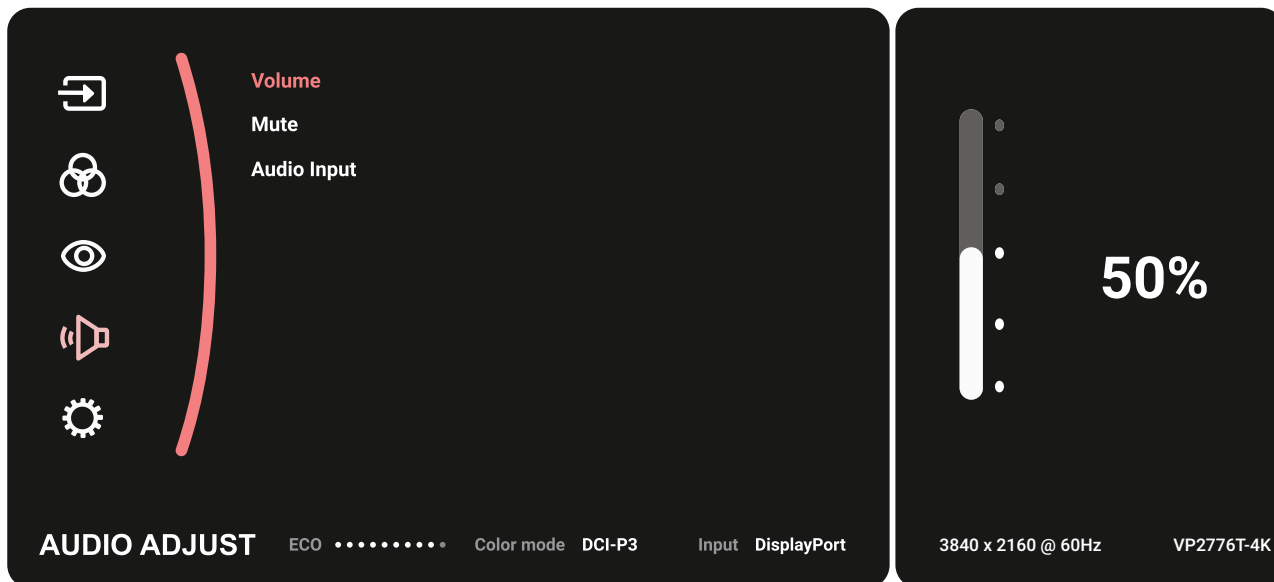 Volume
Mute
Audio Input
50%
AUDIO ADJUST ECO Color mode DCI-P3 Input DisplayPort
3840 x 2160 @ 60Hz VP2776T-4K